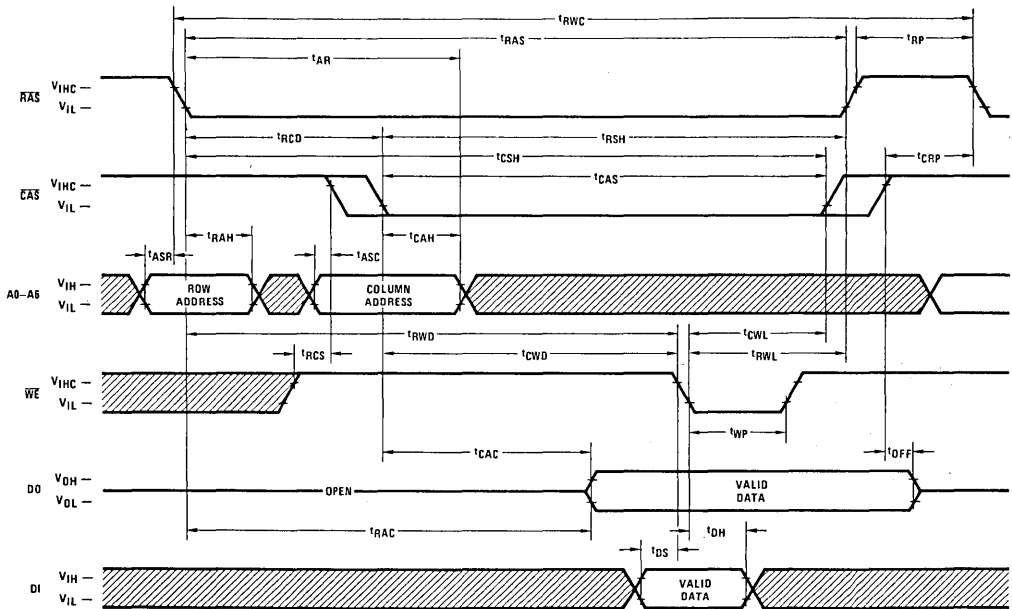 tRWC
tRAS
tRP
tAR
RAS
VIHC
VIL
tRCD
tRSH
tCSH
tCRP
tCAS
CAS
VIHC
VIL
tRAH
tCAH
tASR
tASC
A0–A6
VIH
VIL
ROW ADDRESS
COLUMN ADDRESS
tRWD
tCWL
tRCS
tCWD
tRWL
WE
VIHC
VIL
tWP
tCAC
tOFF
DO
VOH
VOL
OPEN
VALID DATA
tRAC
tDH
tDS
DI
VIH
VIL
VALID DATA